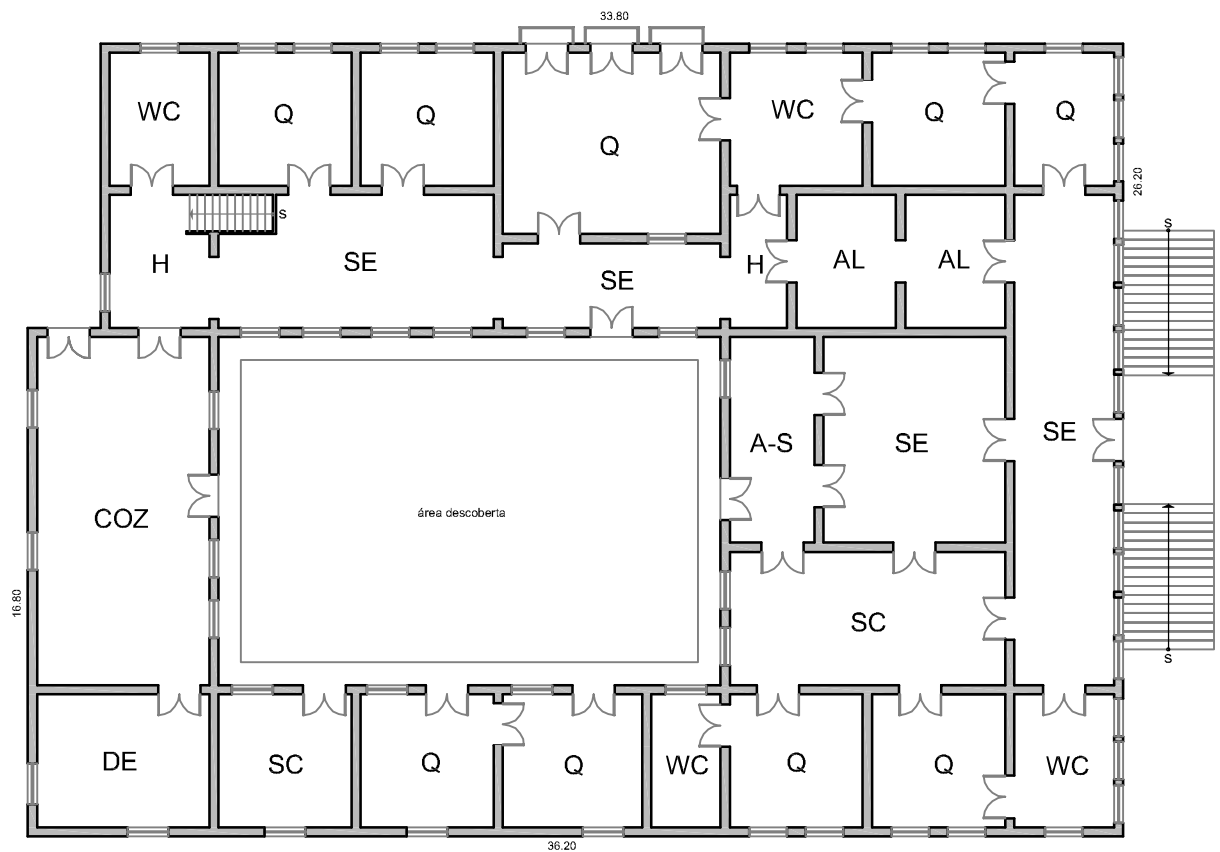 33.80
WC
Q
Q
Q
WC
Q
Q
26.20
S
S
H
SE
SE
H
AL
AL
A-S
SE
SE
COZ
área descoberta
16.80
SC
S
DE
SC
Q
Q
WC
Q
Q
WC
36.20